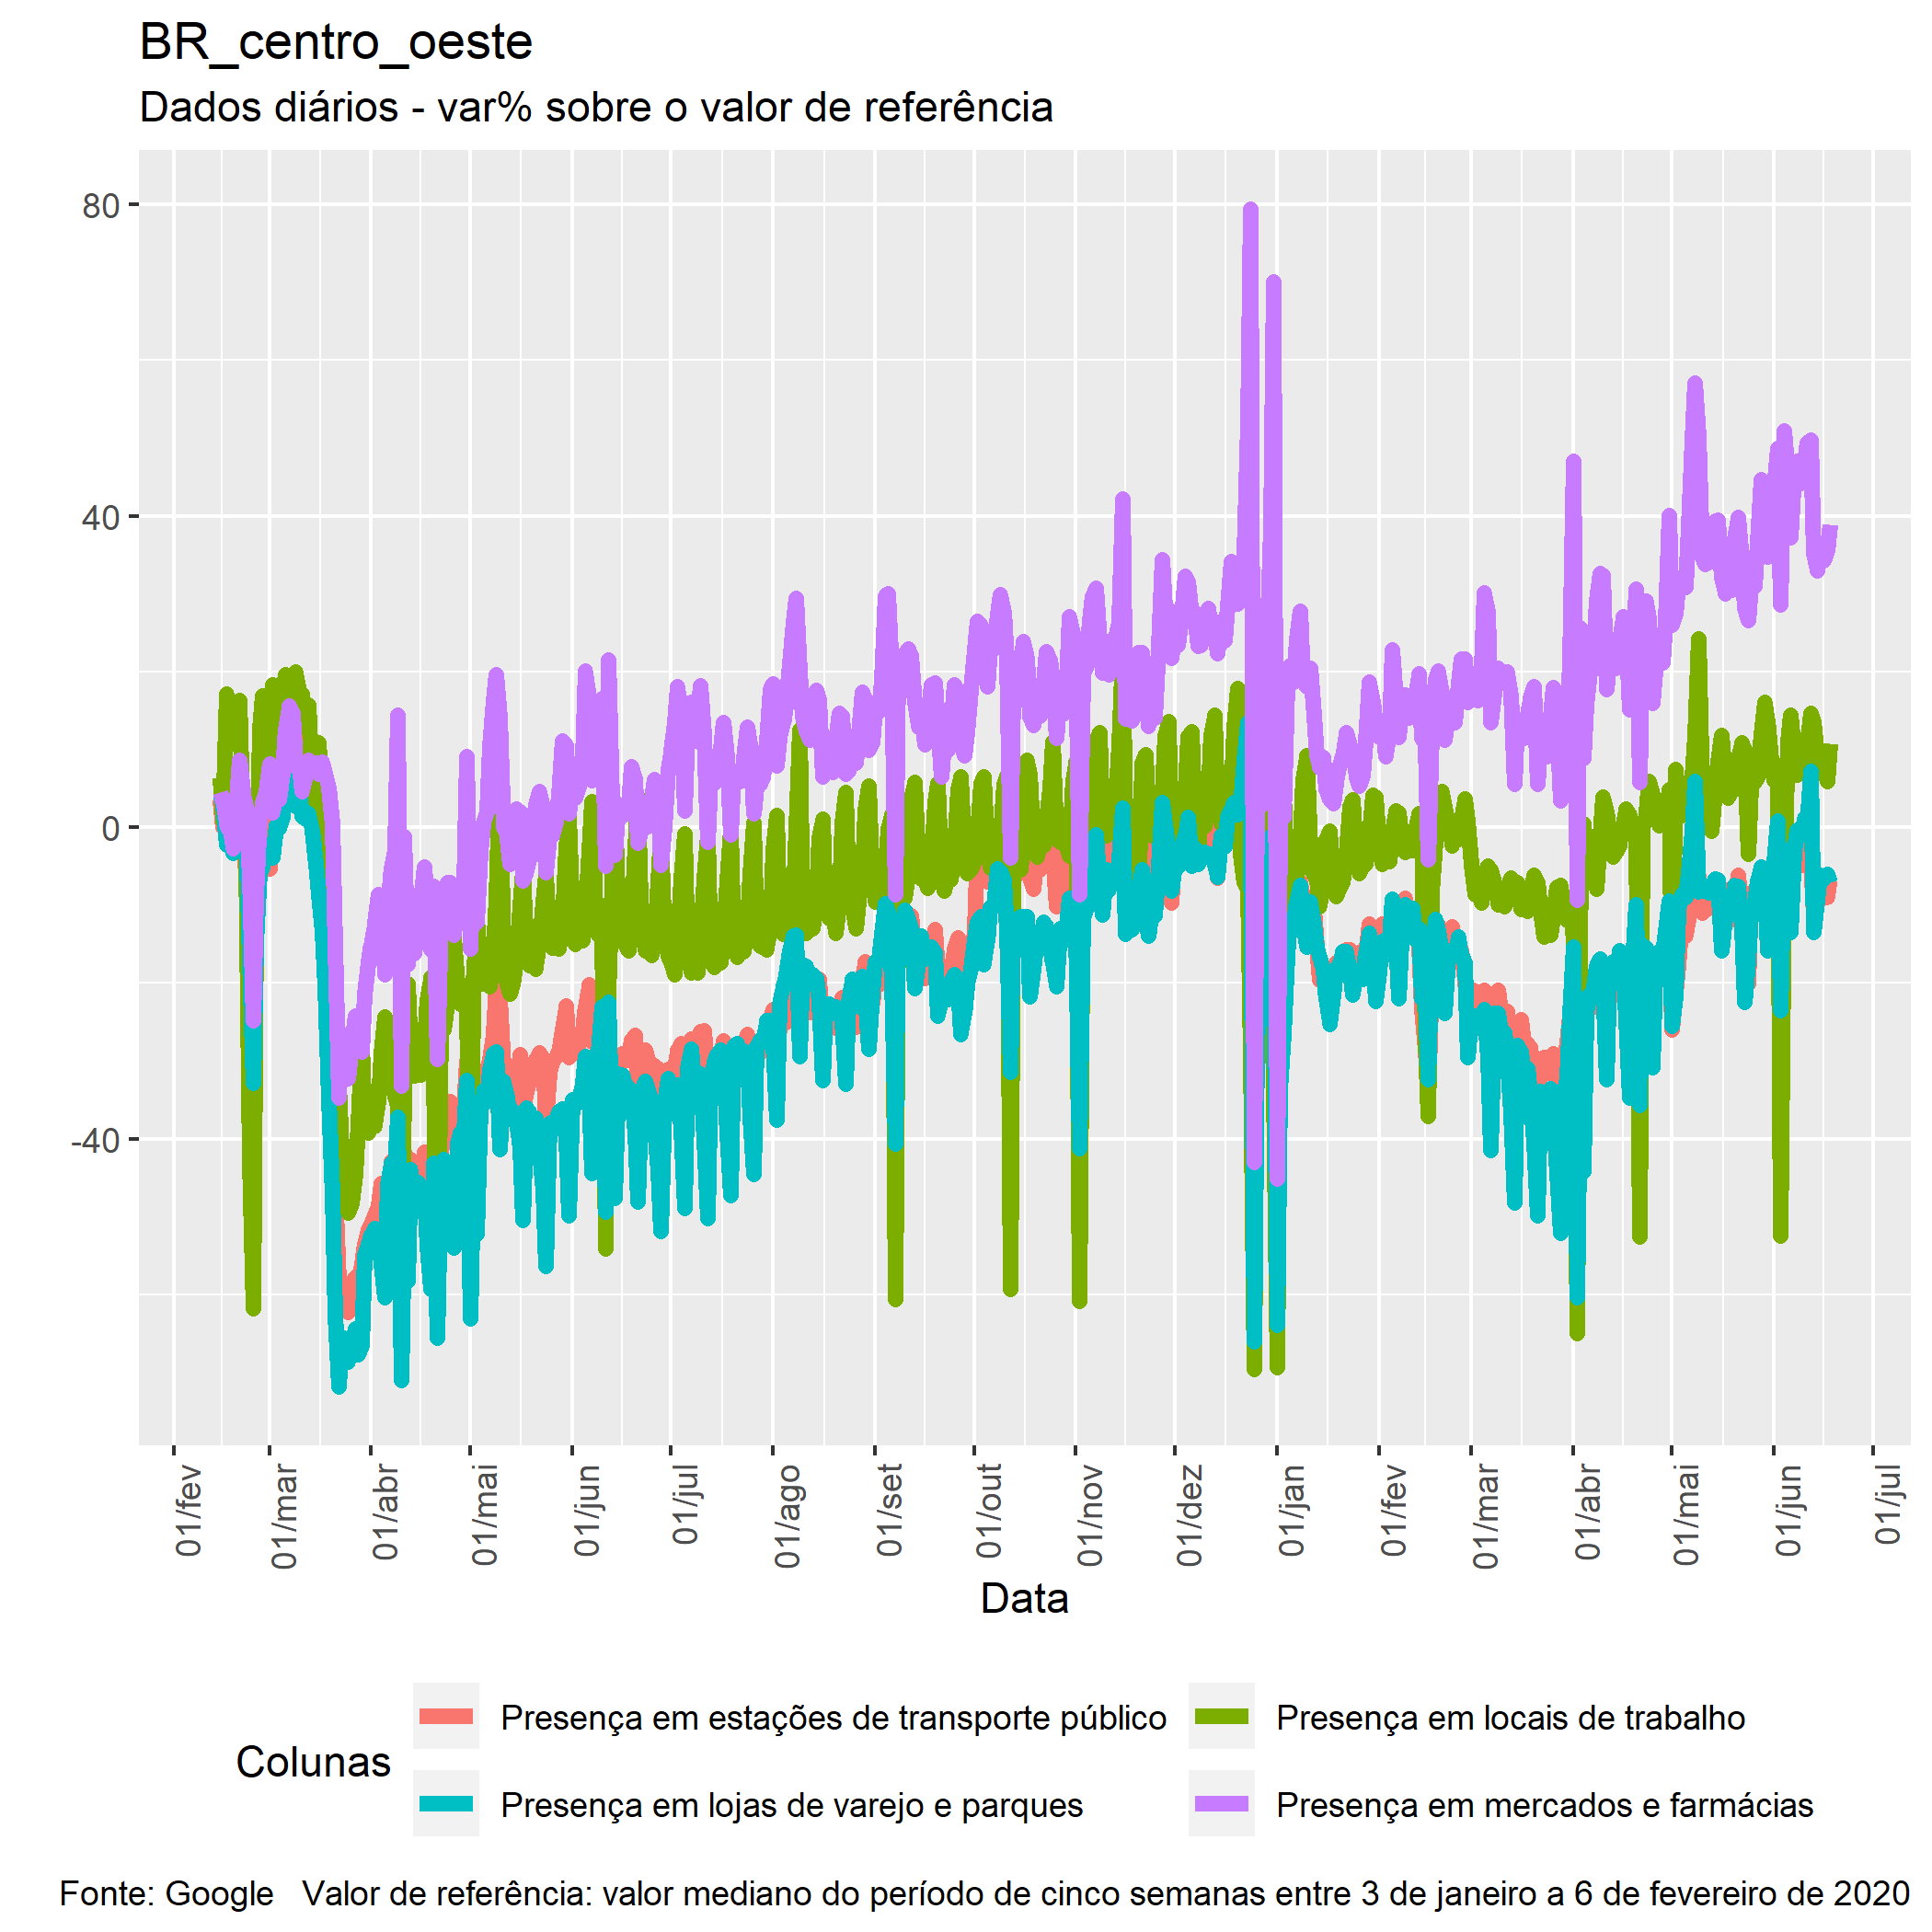 BR_centro_oeste
Dados diários - var% sobre o valor de referência
80
40
0
-40
01/fev
01/mar
01/abr
01/mai
01/jun
01/jul
01/ago
01/set
01/out
01/nov
01/dez
01/jan
01/fev
01/mar
01/abr
01/mai
01/jun
01/jul
Data
Colunas
Presença em estações de transporte público
Presença em locais de trabalho
Presença em lojas de varejo e parques
Presença em mercados e farmácias
Fonte: Google   Valor de referência: valor mediano do período de cinco semanas entre 3 de janeiro a 6 de fevereiro de 2020